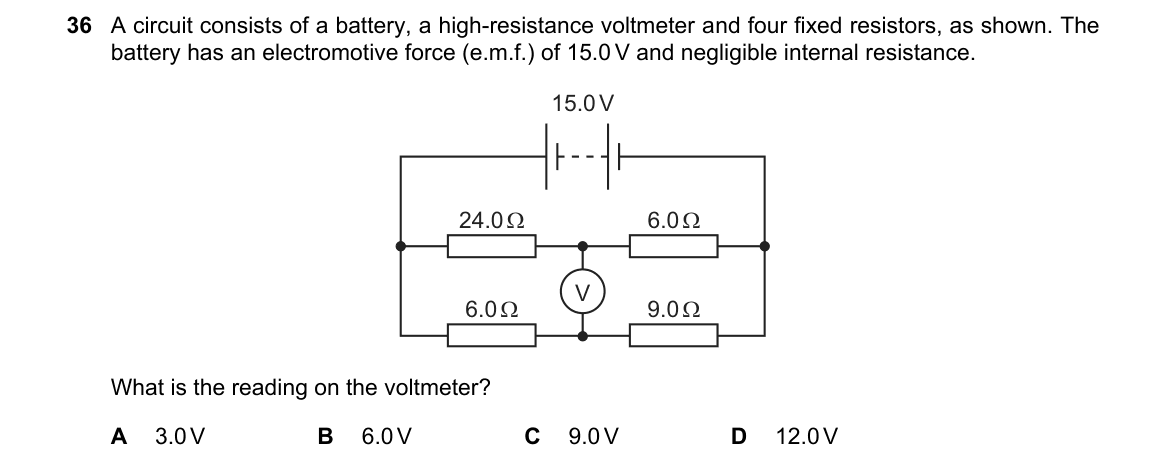 36 A circuit consists of a battery, a high-resistance voltmeter and four fixed resistors, as shown. The
battery has an electromotive force (e.m.f.) of 15.0 V and negligible internal resistance.
15.0 V
24.0 Ω 6.0 Ω
V
6.0 Ω 9.0 Ω
What is the reading on the voltmeter?
A 3.0 V B 6.0 V C 9.0 V D 12.0 V